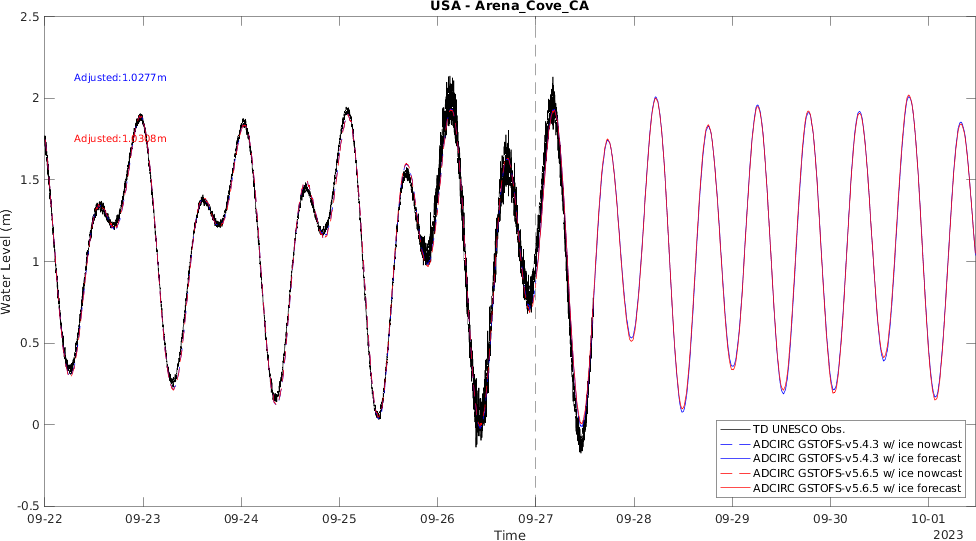 USA - Arena_Cove_CA
2.5
2
1.5
1
0.5
0
-0.5
Water Level (m)
Adjusted:1.0277m
Adjusted:1.0308m
TD UNESCO Obs.
ADCIRC GSTOFS-v5.4.3 w/ ice nowcast
ADCIRC GSTOFS-v5.4.3 w/ ice forecast
ADCIRC GSTOFS-v5.6.5 w/ ice nowcast
ADCIRC GSTOFS-v5.6.5 w/ ice forecast
09-22 09-23 09-24 09-25 09-26 09-27 09-28 09-29 09-30 10-01
Time
2023